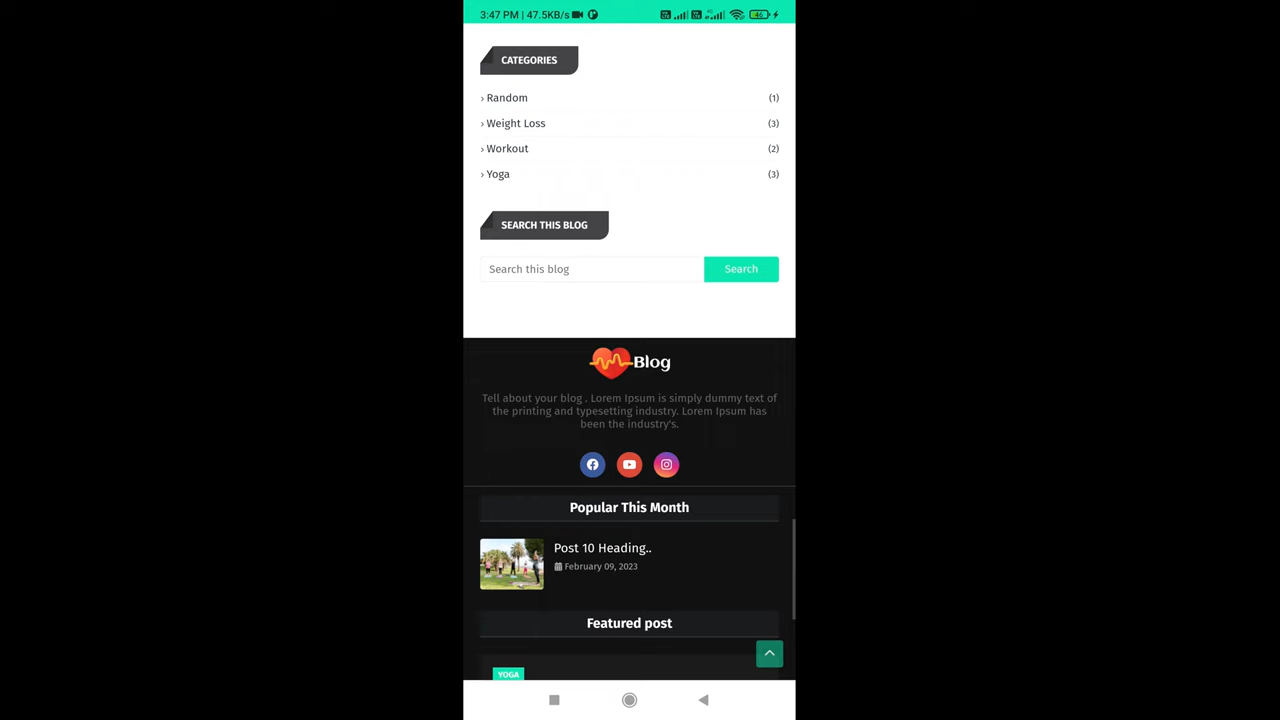 3:47 PM | 47.5KB/s
46
CATEGORIES
› Random (1)
› Weight Loss (3)
› Workout (2)
› Yoga (3)
SEARCH THIS BLOG
Search this blog Search
Blog
Tell about your blog . Lorem Ipsum is simply dummy text of
the printing and typesetting industry. Lorem Ipsum has
been the industry's.
Popular This Month
Post 10 Heading..
February 09, 2023
Featured post
YOGA